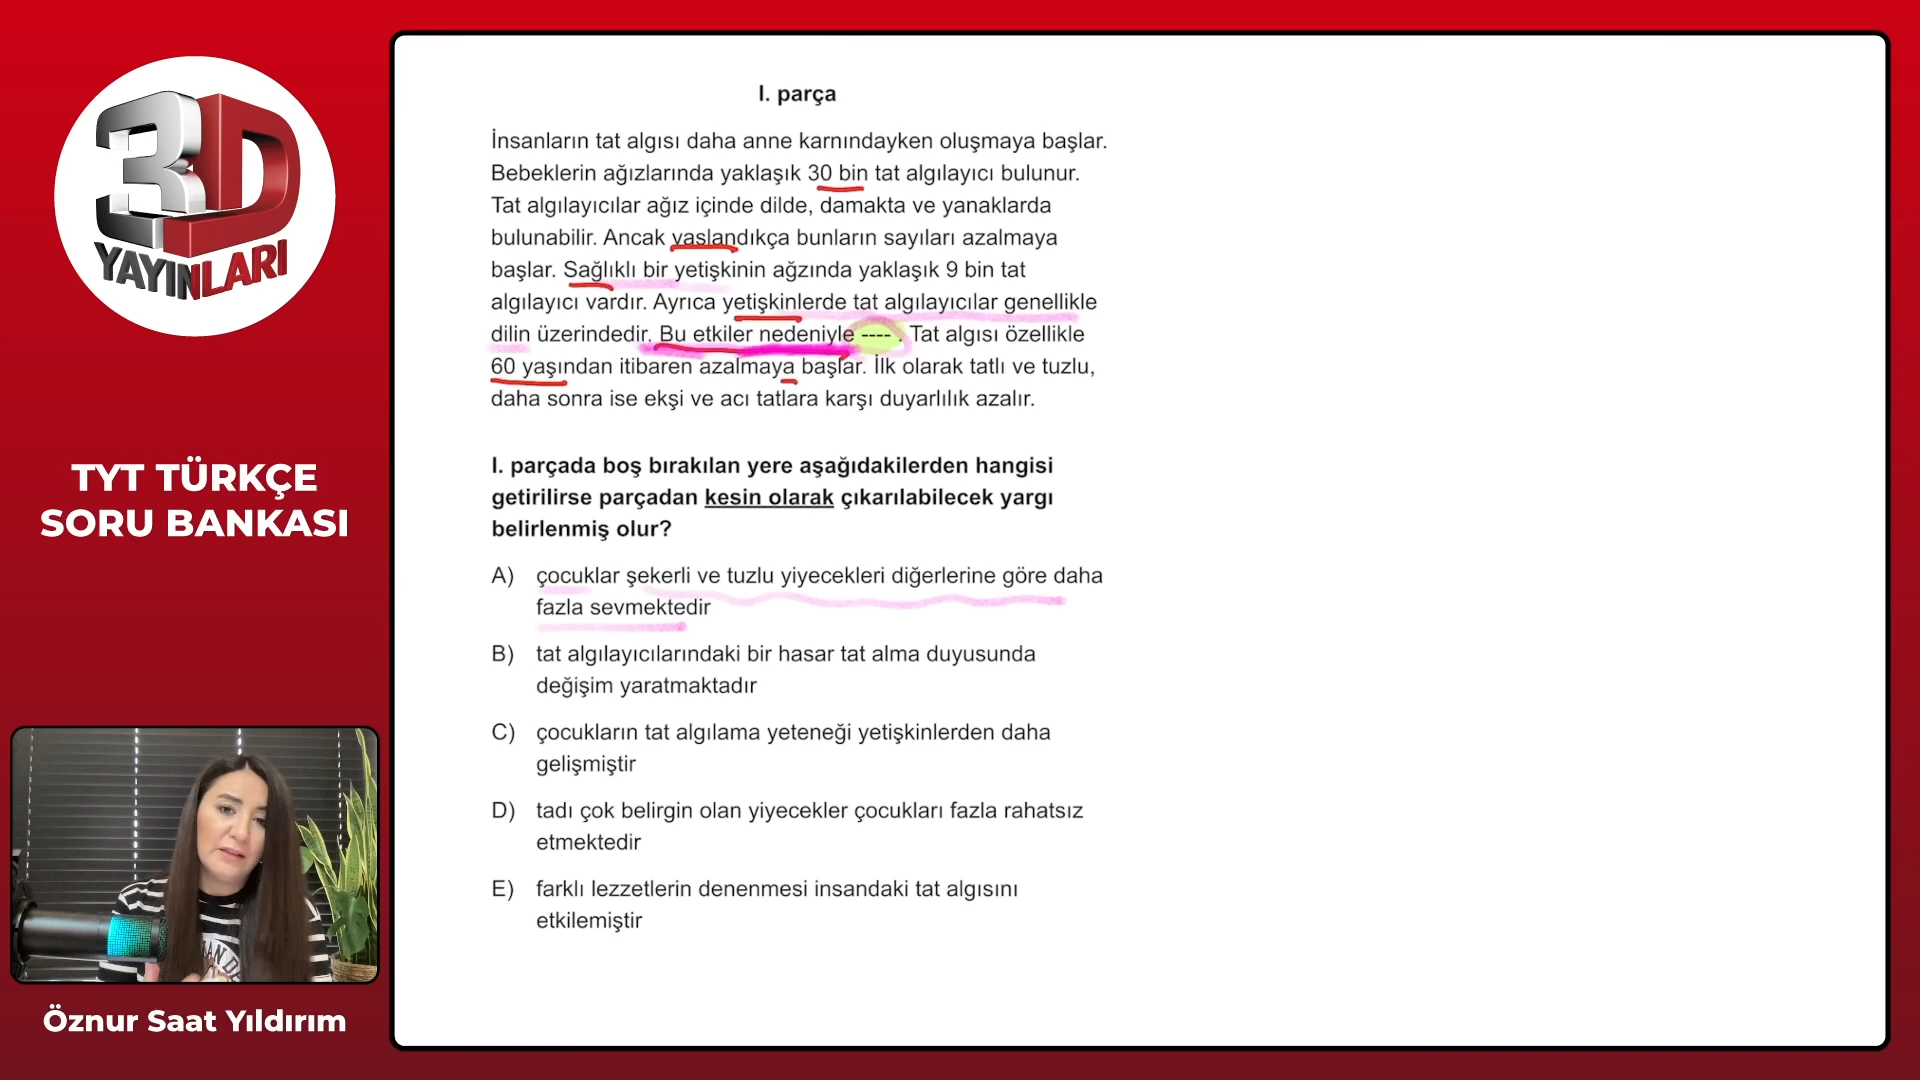 3D
YAYINLARI
TYT TÜRKÇE
SORU BANKASI
Öznur Saat Yıldırım
I. parça
İnsanların tat algısı daha anne karnındayken oluşmaya başlar.
Bebeklerin ağızlarında yaklaşık 30 bin tat algılayıcı bulunur.
Tat algılayıcılar ağız içinde dilde, damakta ve yanaklarda
bulunabilir. Ancak yaşlandıkça bunların sayıları azalmaya
başlar. Sağlıklı bir yetişkinin ağzında yaklaşık 9 bin tat
algılayıcı vardır. Ayrıca yetişkinlerde tat algılayıcılar genellikle
dilin üzerindedir. Bu etkiler nedeniyle ---- . Tat algısı özellikle
60 yaşından itibaren azalmaya başlar. İlk olarak tatlı ve tuzlu,
daha sonra ise ekşi ve acı tatlara karşı duyarlılık azalır.
I. parçada boş bırakılan yere aşağıdakilerden hangisi
getirilirse parçadan kesin olarak çıkarılabilecek yargı
belirlenmiş olur?
A) çocuklar şekerli ve tuzlu yiyecekleri diğerlerine göre daha
fazla sevmektedir
B) tat algılayıcılarındaki bir hasar tat alma duyusunda
değişim yaratmaktadır
C) çocukların tat algılama yeteneği yetişkinlerden daha
gelişmiştir
D) tadı çok belirgin olan yiyecekler çocukları fazla rahatsız
etmektedir
E) farklı lezzetlerin denenmesi insandaki tat algısını
etkilemiştir